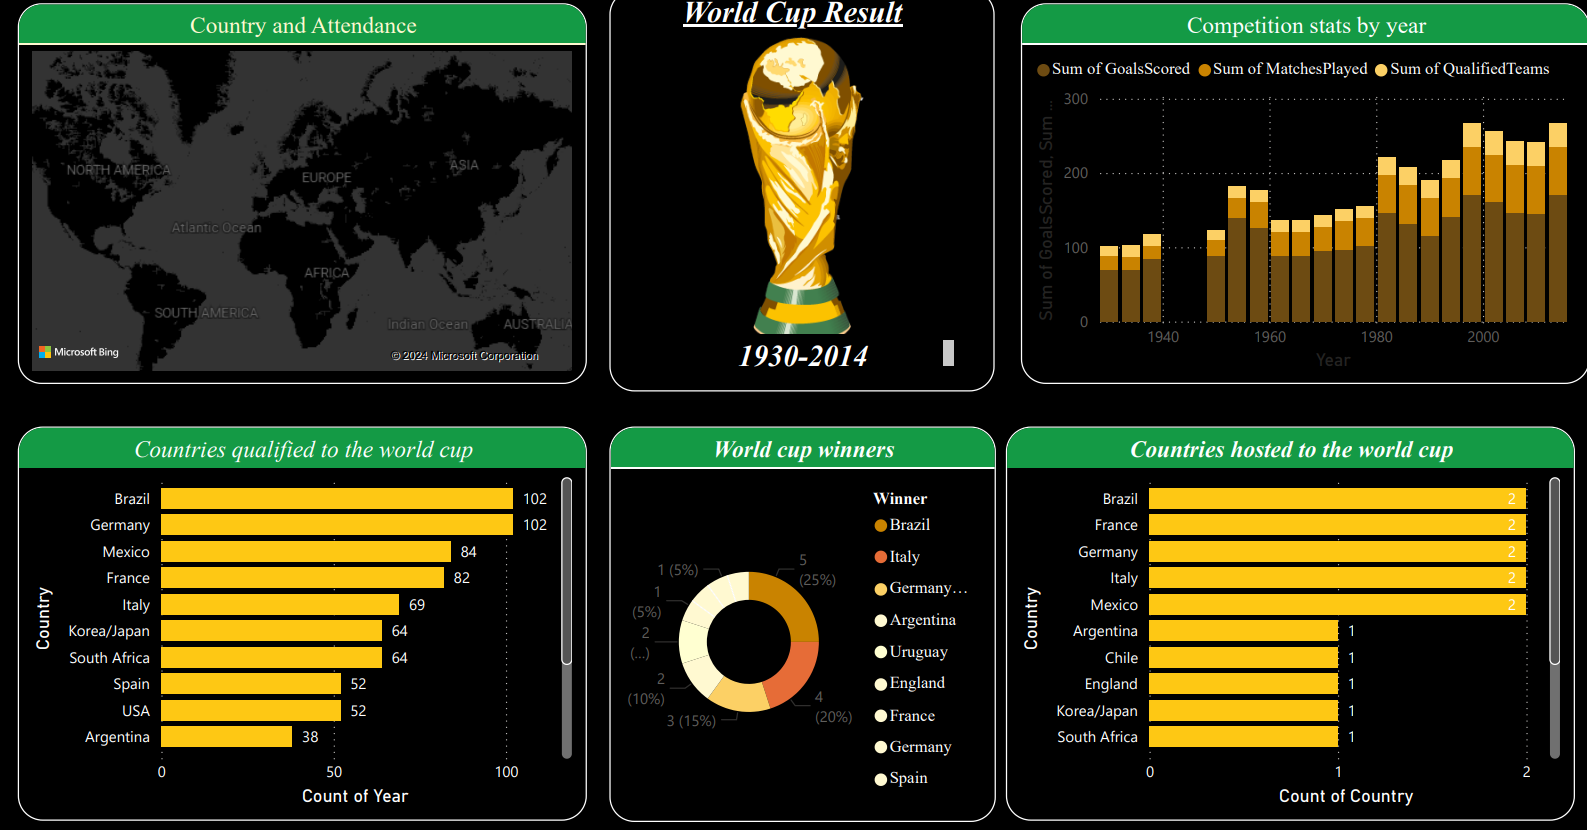 Country and Attendance
NORTH AMERICA
EUROPE
ASIA
Atlantic Ocean
AFRICA
SOUTH AMERICA
Indian Ocean
AUSTRALIA
Microsoft Bing
© 2024 Microsoft Corporation
World Cup Result
1930-2014
Competition stats by year
Sum of GoalsScored
Sum of MatchesPlayed
Sum of QualifiedTeams
Sum of GoalsScored, Sum ...
300
200
100
0
1940
1960
1980
2000
Year
Countries qualified to the world cup
Country
Brazil 102
Germany 102
Mexico 84
France 82
Italy 69
Korea/Japan 64
South Africa 64
Spain 52
USA 52
Argentina 38
0 50 100
Count of Year
World cup winners
5
(25%)
4
(20%)
3 (15%)
2
(10%)
2
(...)
1
(5%)
1 (5%)
Winner
Brazil
Italy
Germany...
Argentina
Uruguay
England
France
Germany
Spain
Countries hosted to the world cup
Country
Brazil 2
France 2
Germany 2
Italy 2
Mexico 2
Argentina 1
Chile 1
England 1
Korea/Japan 1
South Africa 1
0 1 2
Count of Country